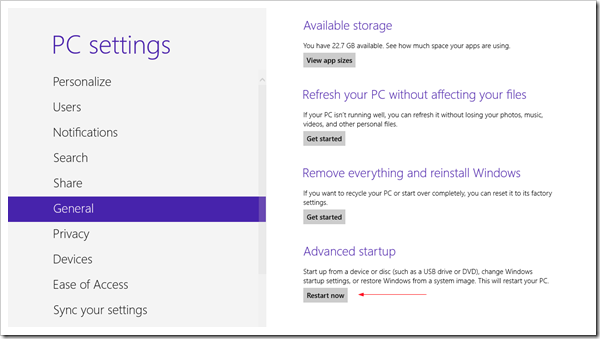 PC settings
Personalize
Users
Notifications
Search
Share
General
Privacy
Devices
Ease of Access
Sync your settings
Available storage
You have 22.7 GB available. See how much space your apps are using.
View app sizes
Refresh your PC without affecting your files
If your PC isn't running well, you can refresh it without losing your photos, music,
videos, and other personal files.
Get started
Remove everything and reinstall Windows
If you want to recycle your PC or start over completely, you can reset it to its factory
settings.
Get started
Advanced startup
Start up from a device or disc (such as a USB drive or DVD), change Windows
startup settings, or restore Windows from a system image. This will restart your PC.
Restart now